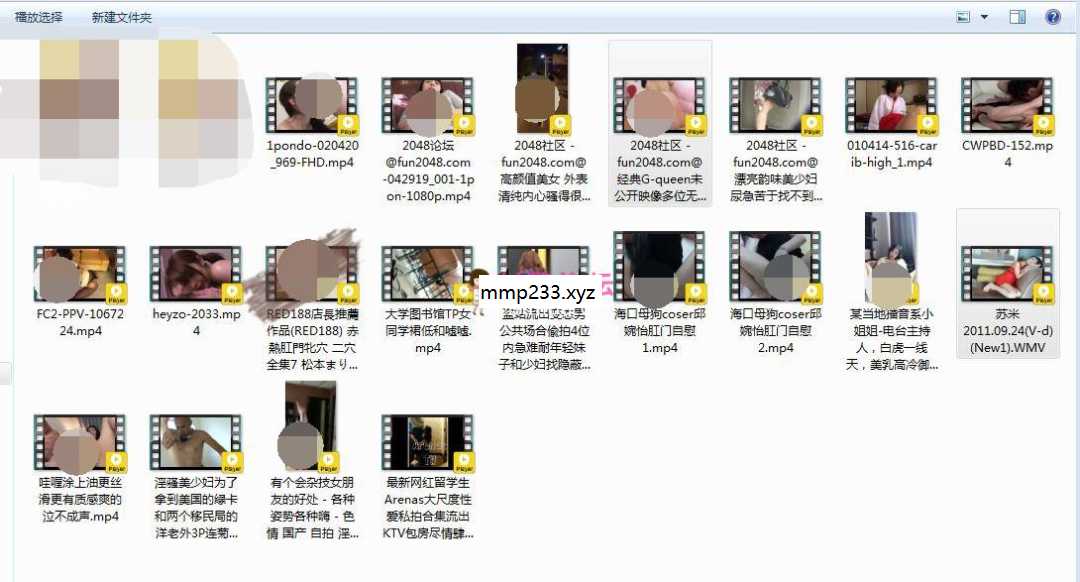 播放选择 新建文件夹
1pondo-020420
_969-FHD.mp4
2048论坛
@fun2048.com
-042919_001-1p
on-1080p.mp4
2048社区 -
fun2048.com@
高颜值美女 外表
清纯内心骚得很...
2048社区 -
fun2048.com@
经典G-queen未
公开映像多位无...
2048社区 -
fun2048.com@
漂亮韵味美少妇
尿急苦于找不到...
010414-516-car
ib-high_1.mp4
CWPBD-152.mp
4
FC2-PPV-10672
24.mp4
heyzo-2033.mp
4
RED188店長推薦
作品(RED188) 赤
熱肛門牝穴 二穴
全集7 松本まり...
大学图书馆TP女
同学裙低和嘘嘘.
mp4
mmp233.xyz
盗站流出变态男
公共场合偷拍4位
内急难耐年轻妹
子和少妇找隐蔽...
海口母狗coser邱
婉怡肛门自慰
1.mp4
海口母狗coser邱
婉怡肛门自慰
2.mp4
某当地播音系小
姐姐-电台主持
人，白虎一线
天，美乳高冷御...
苏米
2011.09.24(V-d)
(New1).WMV
哇喔涂上油更丝
滑更有质感爽的
泣不成声.mp4
淫骚美少妇为了
拿到美国的绿卡
和两个移民局的
洋老外3P连菊...
有个会杂技女朋
友的好处 - 各种
姿势各种嗨 - 色
情 国产 自拍 淫...
最新网红留学生
Arenas大尺度性
爱私拍合集流出
KTV包房尽情肆...